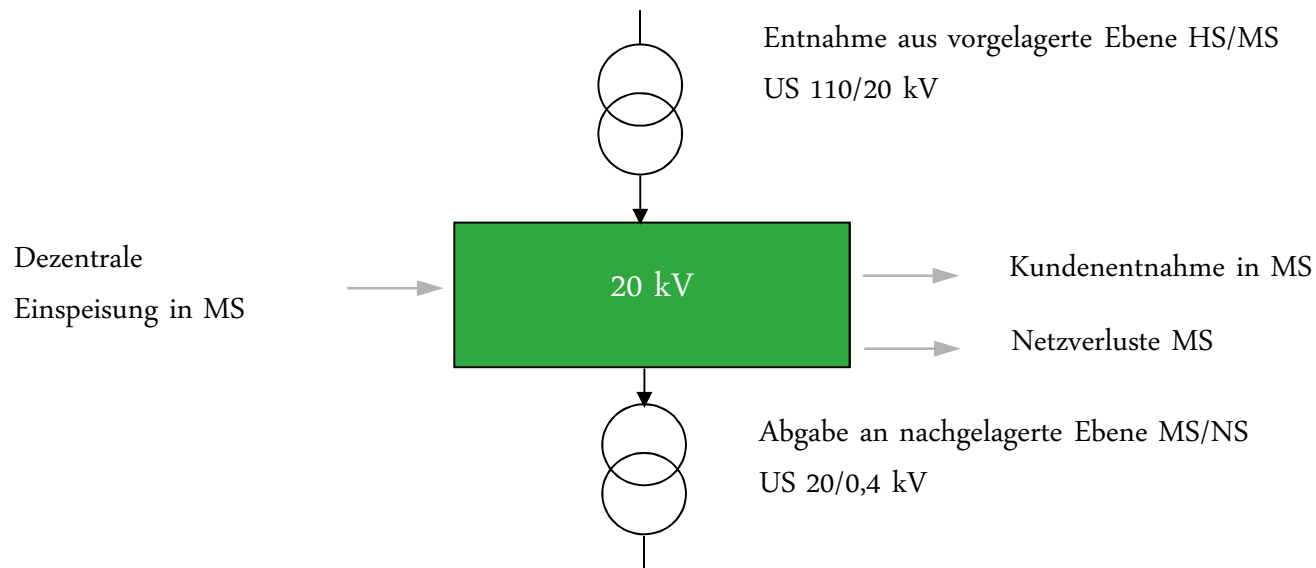 Entnahme aus vorgelagerte Ebene HS/MS
US 110/20 kV
Dezentrale
Einspeisung in MS
20 kV
Kundenentnahme in MS
Netzverluste MS
Abgabe an nachgelagerte Ebene MS/NS
US 20/0,4 kV